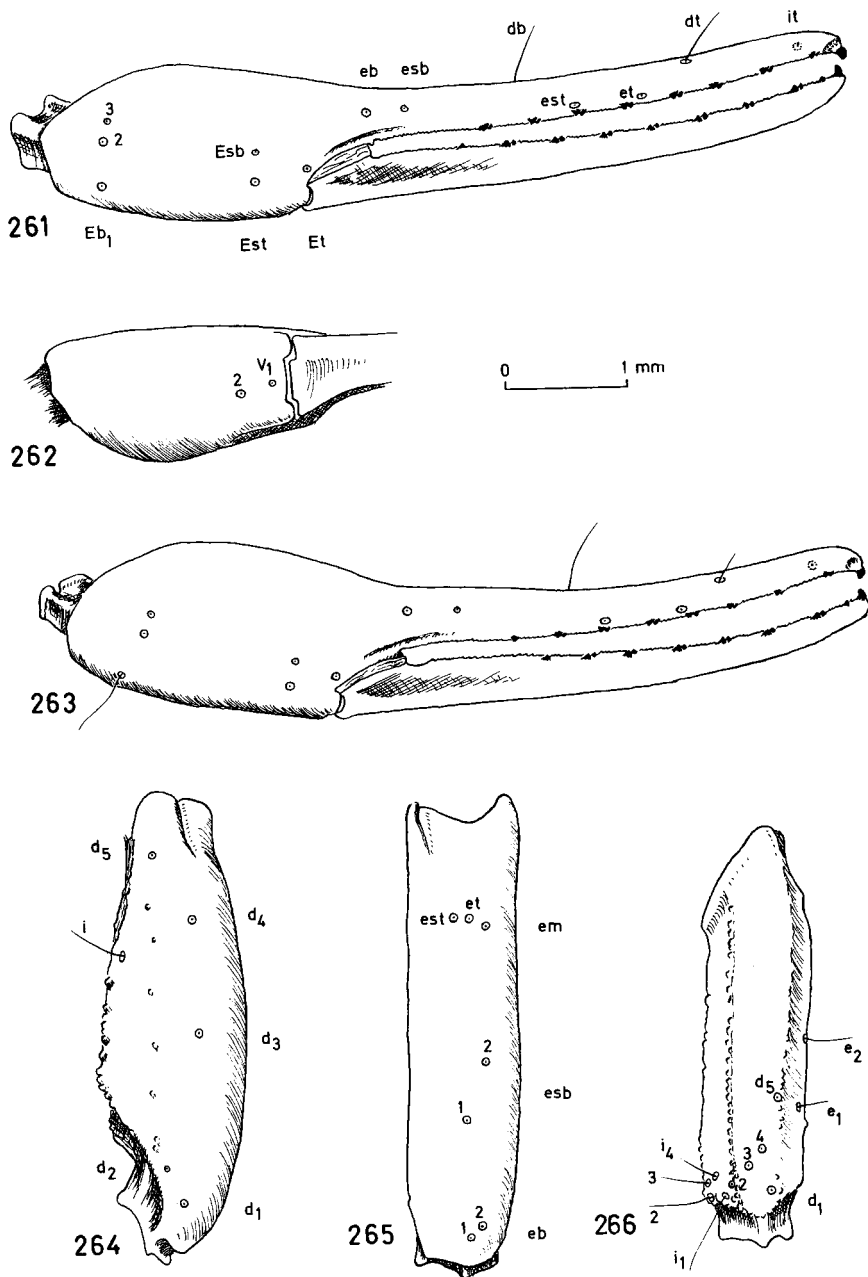 db dt it
eb esb
est et
3
2 Esb
261
Eb1 Est Et
V1
2
262
0 1 mm
263
d5
i
d4
d3
d2
d1
264
est et
em
2
esb
1
2
1 eb
265
e2
d5
e1
4
i4 3
3 2
2 d1
i1
266